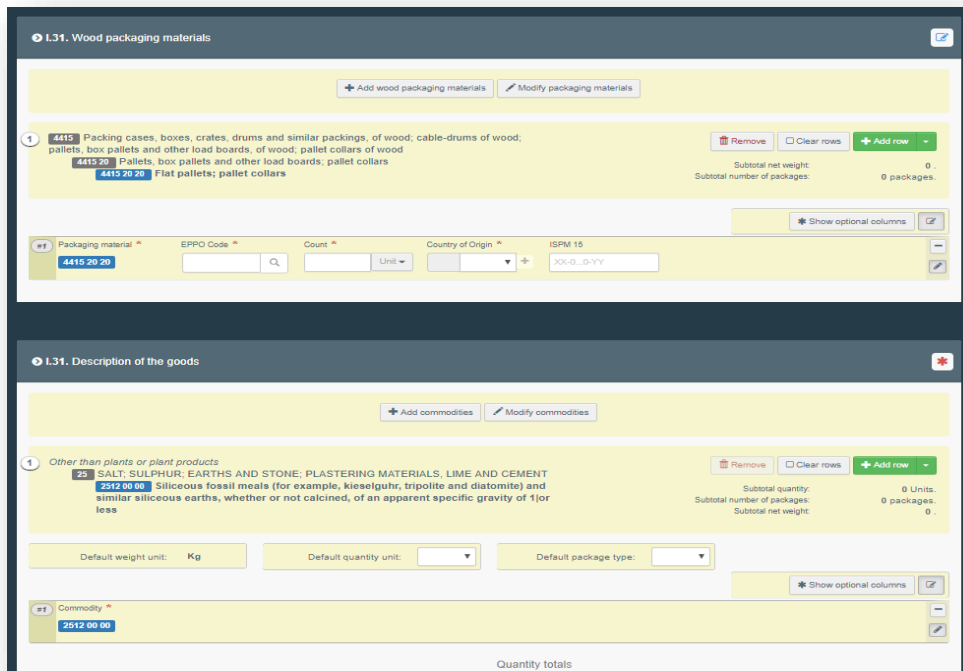 I.31. Wood packaging materials
Add wood packaging materials Modify packaging materials
1 4415 Packing cases, boxes, crates, drums and similar packings, of wood; cable-drums of wood;
pallets, box pallets and other load boards, of wood; pallet collars of wood
4415 20 Pallets, box pallets and other load boards; pallet collars
4415 20 20 Flat pallets; pallet collars
Remove Clear rows Add row
Subtotal net weight: 0 .
Subtotal number of packages: 0 packages.
Show optional columns
#1 Packaging material * EPPO Code * Count * Country of Origin * ISPM 15
4415 20 20 Unit XX-0...0-YY
I.31. Description of the goods
Add commodities Modify commodities
1 Other than plants or plant products
25 SALT; SULPHUR; EARTHS AND STONE; PLASTERING MATERIALS, LIME AND CEMENT
2512 00 00 Siliceous fossil meals (for example, kieselguhr, tripolite and diatomite) and
similar siliceous earths, whether or not calcined, of an apparent specific gravity of 1|or
less
Remove Clear rows Add row
Subtotal quantity: 0 Units.
Subtotal number of packages: 0 packages.
Subtotal net weight: 0 .
Default weight unit: Kg Default quantity unit: Default package type:
Show optional columns
#1 Commodity *
2512 00 00
Quantity totals